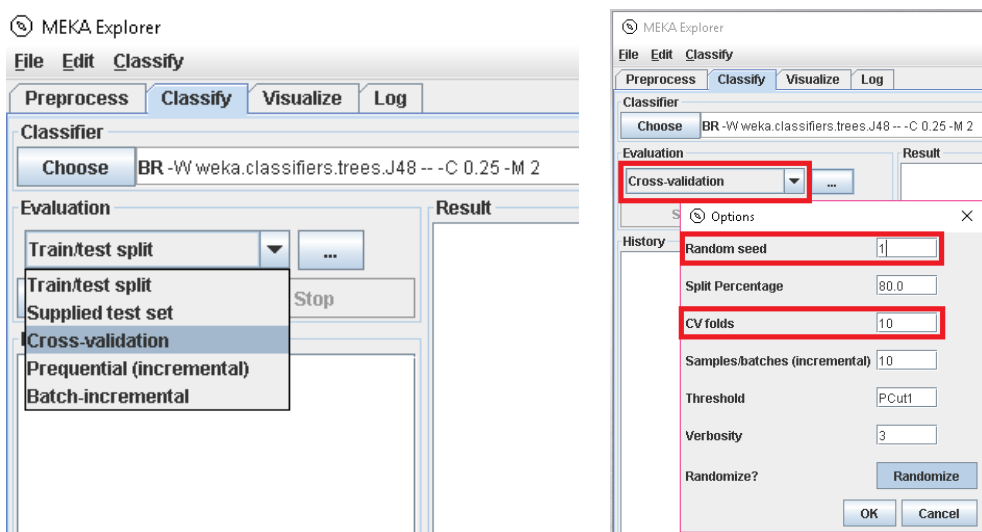 MEKA Explorer
File Edit Classify
Preprocess Classify Visualize Log
Classifier
Choose BR -W weka.classifiers.trees.J48 -- -C 0.25 -M 2
Evaluation Result
Train/test split ...
Train/test split
Supplied test set Stop
Cross-validation
Prequential (incremental)
Batch-incremental
MEKA Explorer
File Edit Classify
Preprocess Classify Visualize Log
Classifier
Choose BR -W weka.classifiers.trees.J48 -- -C 0.25 -M 2
Evaluation Result
Cross-validation ...
S Options
History Random seed 1
Split Percentage 80.0
CV folds 10
Samples/batches (incremental) 10
Threshold PCut1
Verbosity 3
Randomize? Randomize
OK Cancel